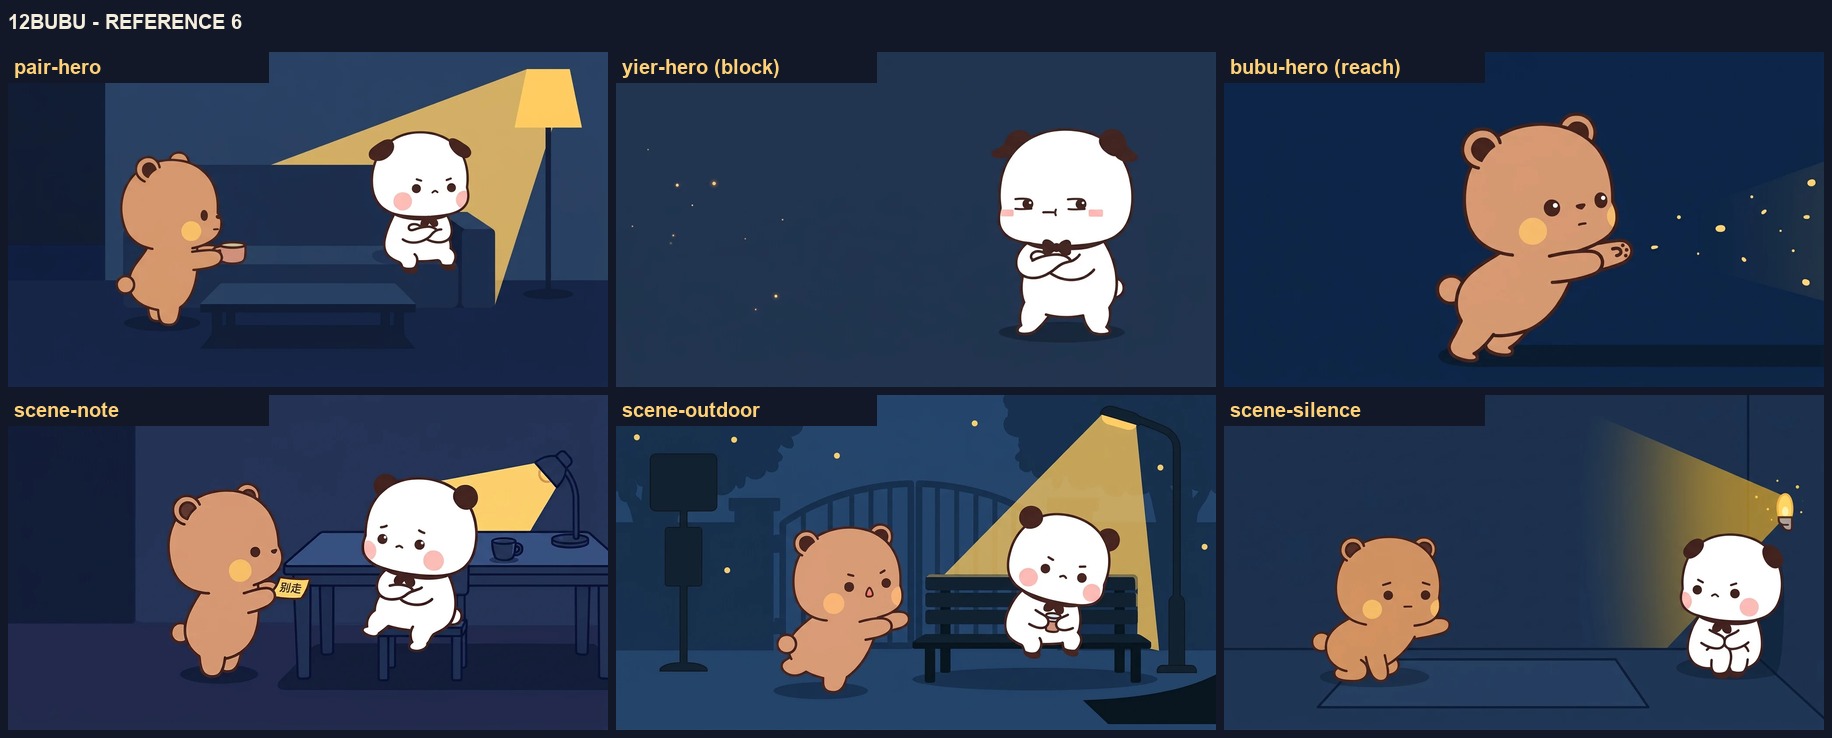 12BUBU - REFERENCE 6
pair-hero
yier-hero (block)
bubu-hero (reach)
scene-note
scene-outdoor
scene-silence
别走